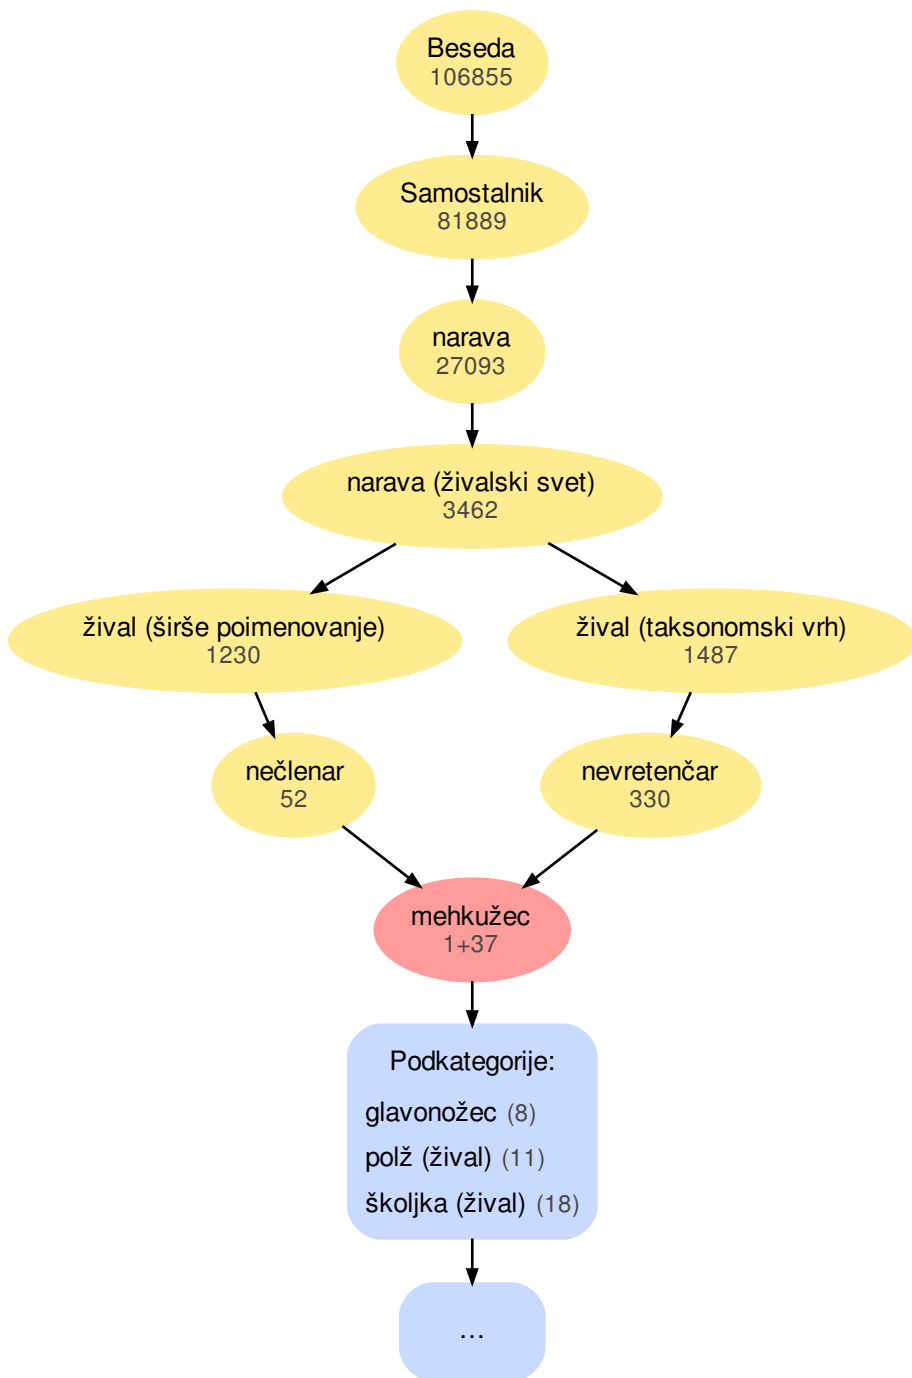 Beseda
106855
Samostalnik
81889
narava
27093
narava (živalski svet)
3462
žival (širše poimenovanje)
1230
žival (taksonomski vrh)
1487
nečlenar
52
nevretenčar
330
mehkužec
1+37
Podkategorije:
glavonožec (8)
polž (žival) (11)
školjka (žival) (18)
...